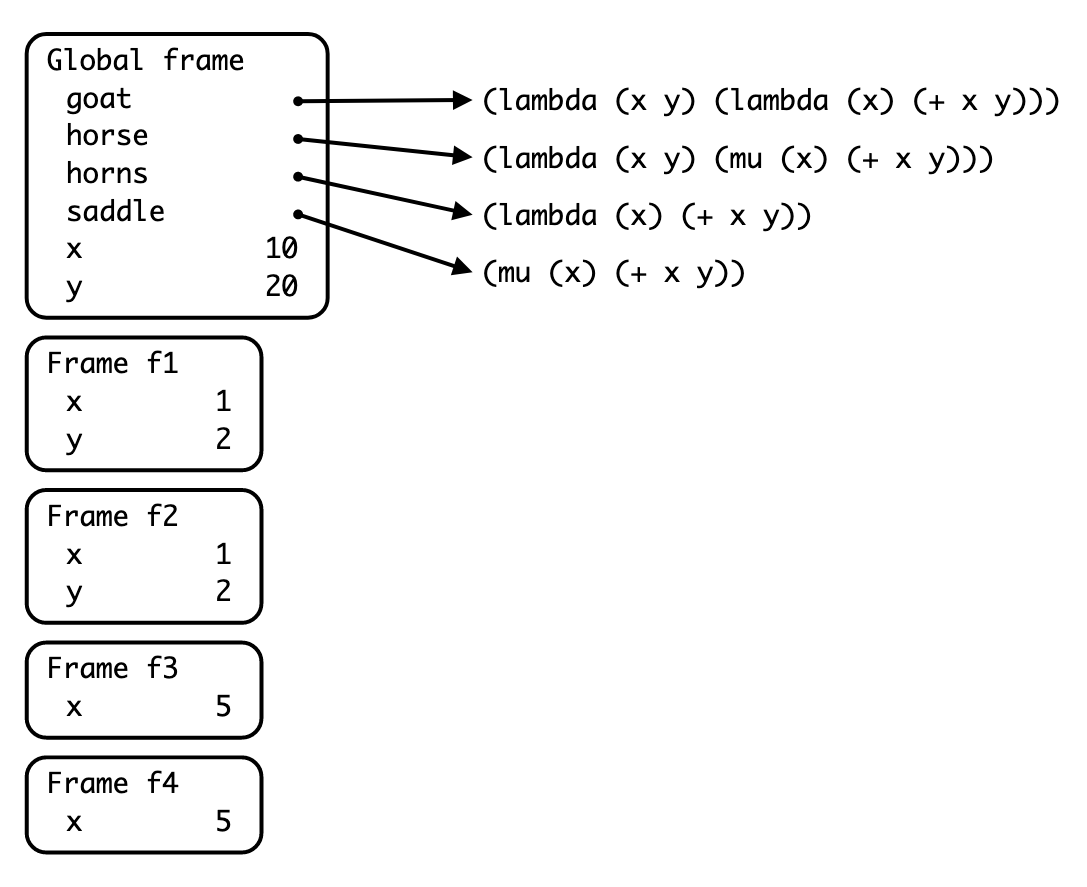 Global frame
goat (lambda (x y) (lambda (x) (+ x y)))
horse (lambda (x y) (mu (x) (+ x y)))
horns (lambda (x) (+ x y))
saddle (mu (x) (+ x y))
x 10
y 20
Frame f1
x 1
y 2
Frame f2
x 1
y 2
Frame f3
x 5
Frame f4
x 5